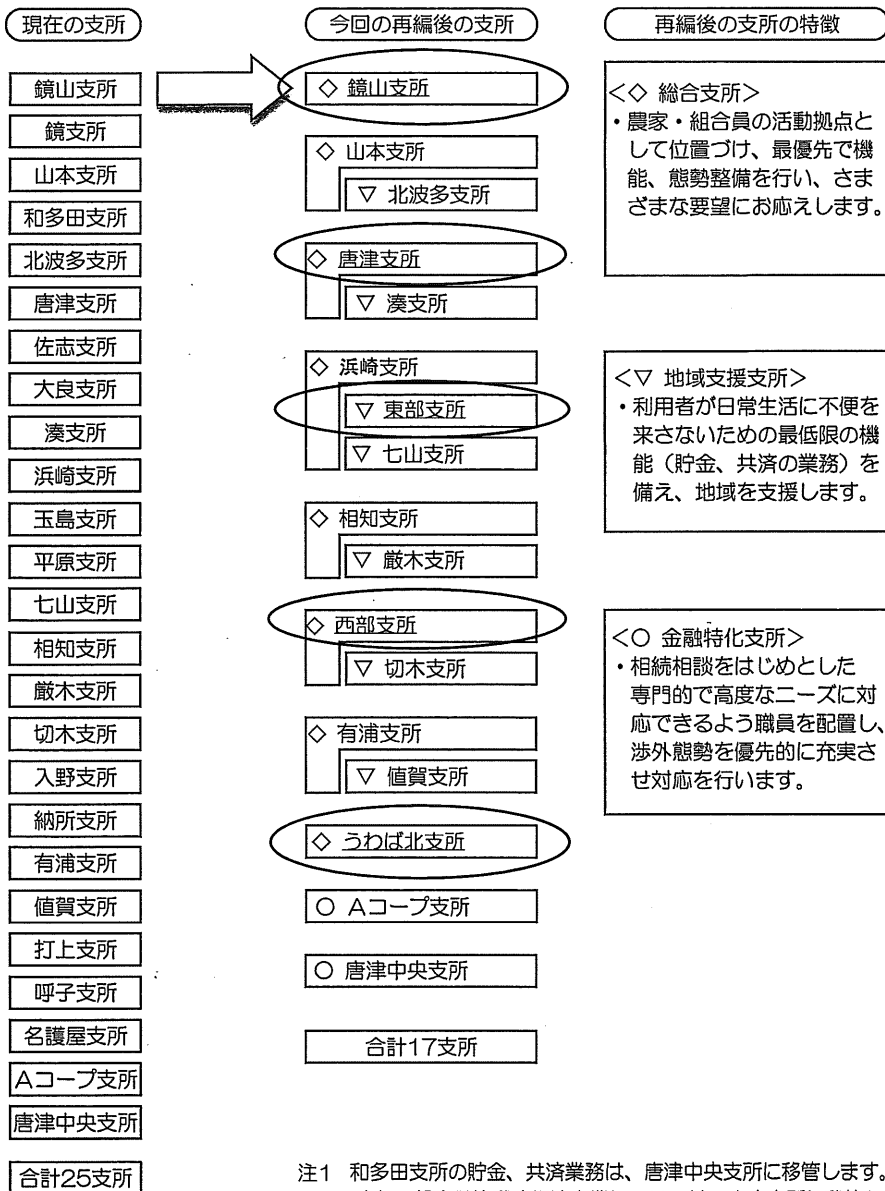 現在の支所
鏡山支所
鏡支所
山本支所
和多田支所
北波多支所
唐津支所
佐志支所
大良支所
湊支所
浜崎支所
玉島支所
平原支所
七山支所
相知支所
厳木支所
切木支所
入野支所
納所支所
有浦支所
値賀支所
打上支所
呼子支所
名護屋支所
Aコープ支所
唐津中央支所
合計25支所
今回の再編後の支所
◇ 鏡山支所
◇ 山本支所
▽ 北波多支所
◇ 唐津支所
▽ 湊支所
◇ 浜崎支所
▽ 東部支所
▽ 七山支所
◇ 相知支所
▽ 厳木支所
◇ 西部支所
▽ 切木支所
◇ 有浦支所
▽ 値賀支所
◇ うわば北支所
○ Aコープ支所
○ 唐津中央支所
合計17支所
再編後の支所の特徴
<◇ 総合支所>
・農家・組合員の活動拠点と
して位置づけ、最優先で機
能、態勢整備を行い、さま
ざまな要望にお応えします。
<▽ 地域支援支所>
・利用者が日常生活に不便を
来さないための最低限の機
能（貯金、共済の業務）を
備え、地域を支援します。
<○ 金融特化支所>
・相続相談をはじめとした
専門的で高度なニーズに対
応できるよう職員を配置し、
渉外態勢を優先的に充実さ
せ対応を行います。
注1 和多田支所の貯金、共済業務は、唐津中央支所に移管します。